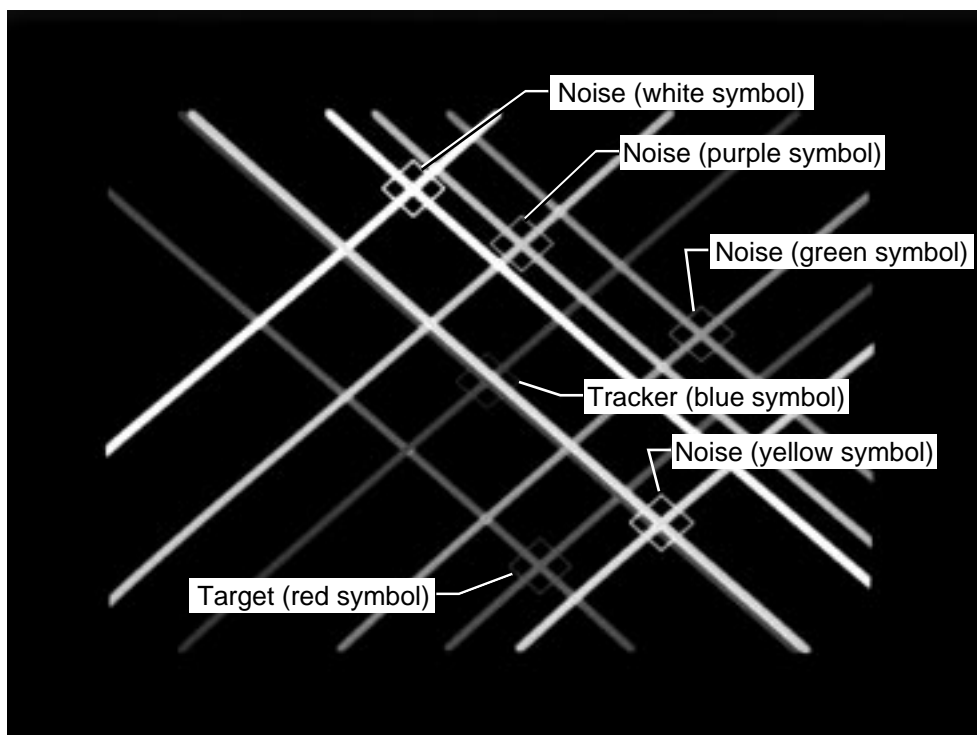 Noise (white symbol)
Noise (purple symbol)
Noise (green symbol)
Tracker (blue symbol)
Noise (yellow symbol)
Target (red symbol)